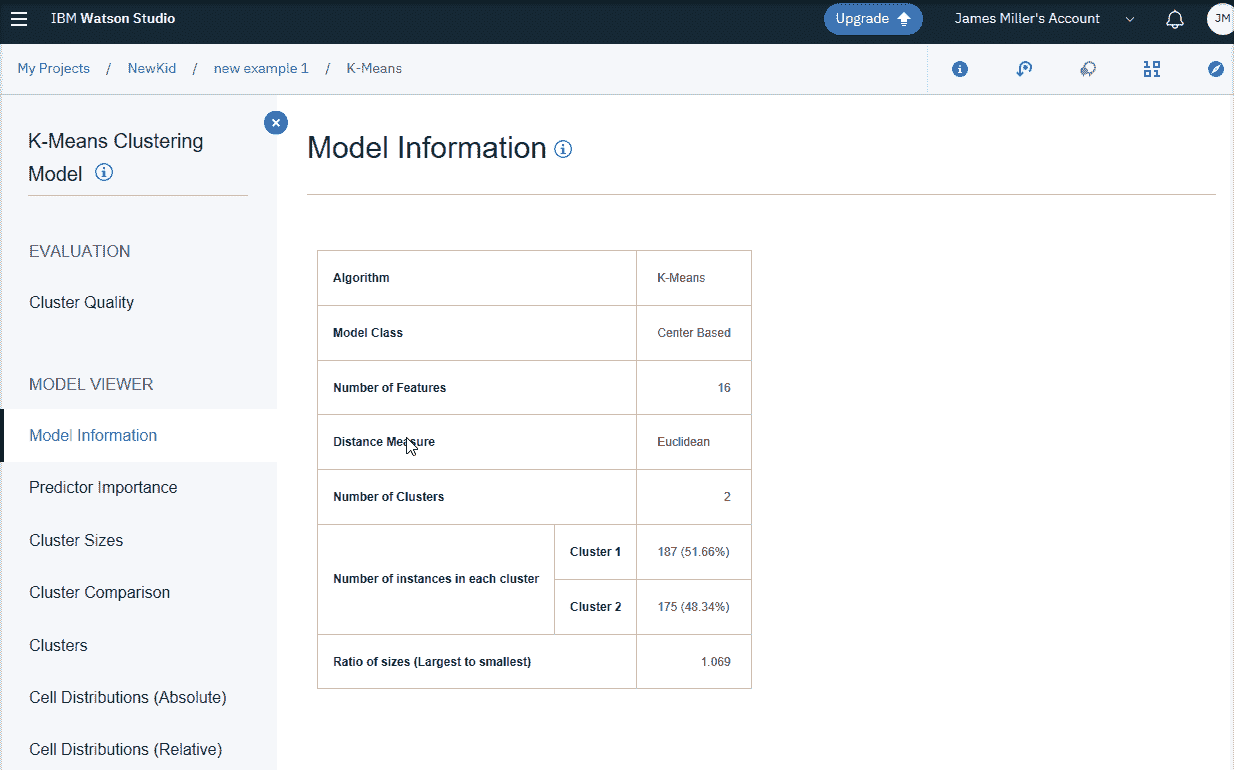 IBM Watson Studio
Upgrade
James Miller's Account
JM
My Projects / NewKid / new example 1 / K-Means
K-Means Clustering
Model
EVALUATION
Cluster Quality
MODEL VIEWER
Model Information
Predictor Importance
Cluster Sizes
Cluster Comparison
Clusters
Cell Distributions (Absolute)
Cell Distributions (Relative)
Model Information
Algorithm K-Means
Model Class Center Based
Number of Features 16
Distance Measure Euclidean
Number of Clusters 2
Number of instances in each cluster
Cluster 1 187 (51.66%)
Cluster 2 175 (48.34%)
Ratio of sizes (Largest to smallest) 1.069